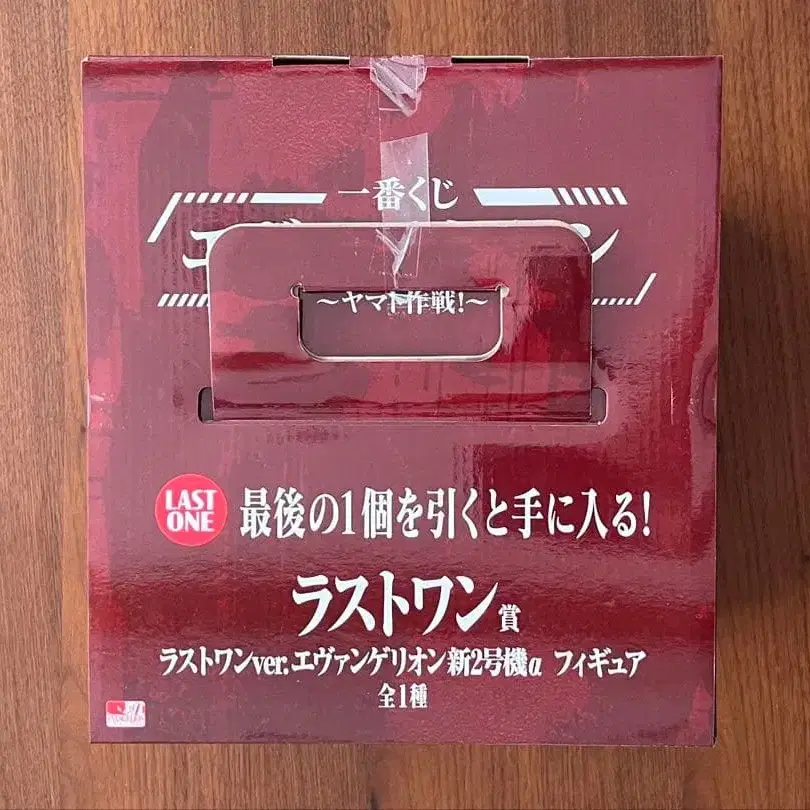 一番くじ
エ
ン
～ヤマト作戦!～
LAST
ONE
最後の1個を引くと手に入る!
ラストワン賞
ラストワンver.エヴァンゲリオン新2号機α フィギュア
全1種